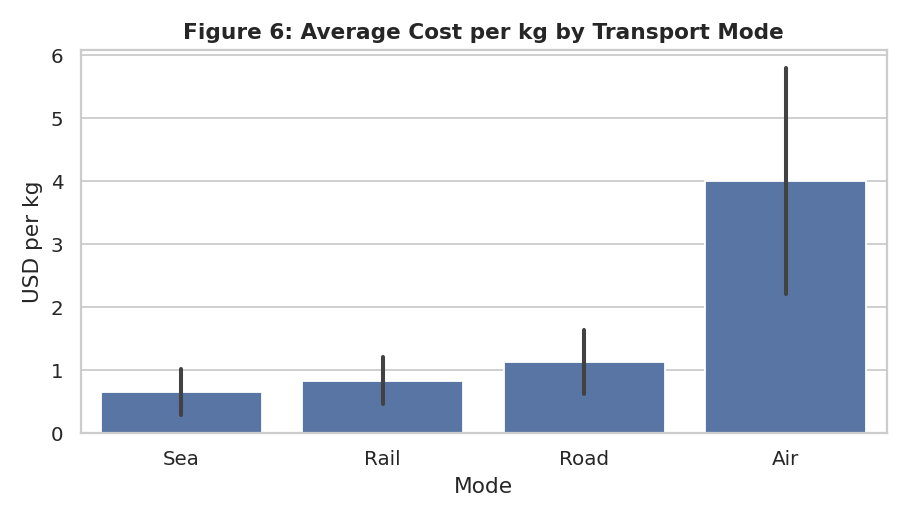 Figure 6: Average Cost per kg by Transport Mode
USD per kg
6
5
4
3
2
1
0
Sea Rail Road Air
Mode